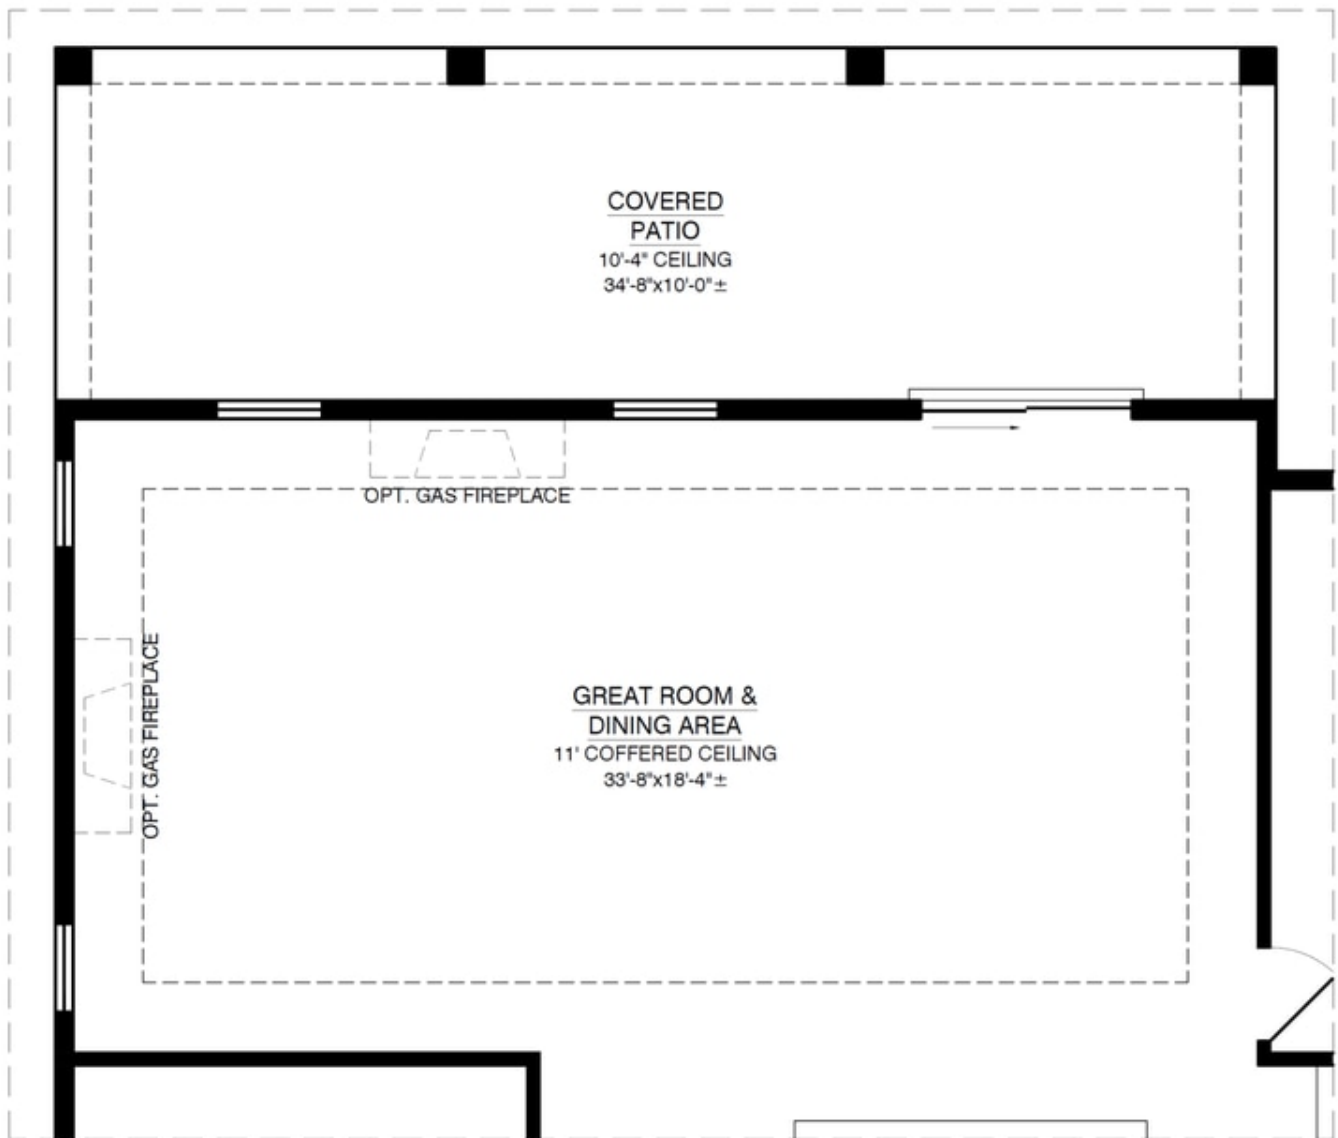 COVERED
PATIO
10'-4" CEILING
34'-8"x10'-0"±
OPT. GAS FIREPLACE
OPT. GAS FIREPLACE
GREAT ROOM &
DINING AREA
11' COFFERED CEILING
33'-8"x18'-4"±